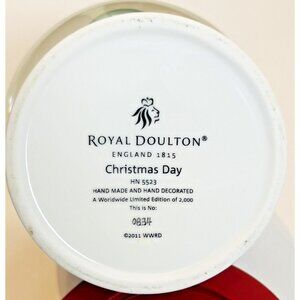 ROYAL DOULTON®
ENGLAND 1815
Christmas Day
HN 5523
HAND MADE AND HAND DECORATED
A Worldwide Limited Edition of 2,000
This is No:
0834
©2011 WWRD